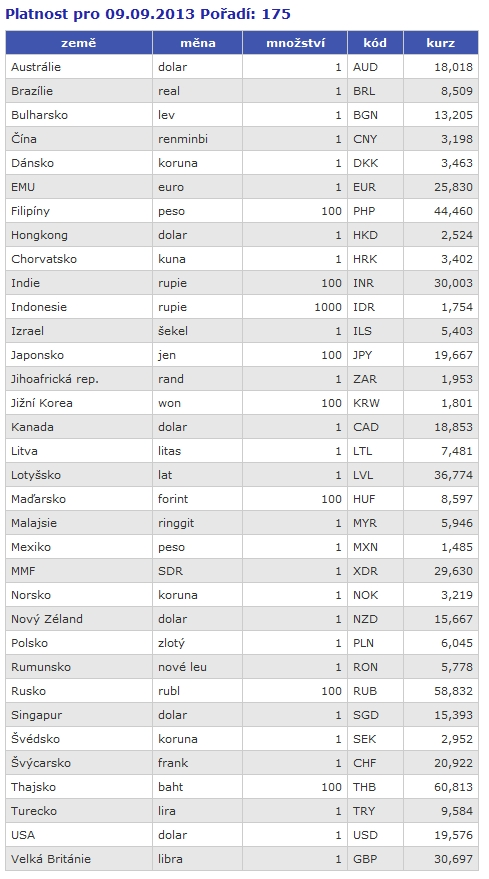 Platnost pro 09.09.2013 Pořadí: 175
země měna množství kód kurz
Austrálie dolar 1 AUD 18,018
Brazílie real 1 BRL 8,509
Bulharsko lev 1 BGN 13,205
Čína renminbi 1 CNY 3,198
Dánsko koruna 1 DKK 3,463
EMU euro 1 EUR 25,830
Filipíny peso 100 PHP 44,460
Hongkong dolar 1 HKD 2,524
Chorvatsko kuna 1 HRK 3,402
Indie rupie 100 INR 30,003
Indonesie rupie 1000 IDR 1,754
Izrael šekel 1 ILS 5,403
Japonsko jen 100 JPY 19,667
Jihoafrická rep. rand 1 ZAR 1,953
Jižní Korea won 100 KRW 1,801
Kanada dolar 1 CAD 18,853
Litva litas 1 LTL 7,481
Lotyšsko lat 1 LVL 36,774
Maďarsko forint 100 HUF 8,597
Malajsie ringgit 1 MYR 5,946
Mexiko peso 1 MXN 1,485
MMF SDR 1 XDR 29,630
Norsko koruna 1 NOK 3,219
Nový Zéland dolar 1 NZD 15,667
Polsko zlotý 1 PLN 6,045
Rumunsko nové leu 1 RON 5,778
Rusko rubl 100 RUB 58,832
Singapur dolar 1 SGD 15,393
Švédsko koruna 1 SEK 2,952
Švýcarsko frank 1 CHF 20,922
Thajsko baht 100 THB 60,813
Turecko lira 1 TRY 9,584
USA dolar 1 USD 19,576
Velká Británie libra 1 GBP 30,697